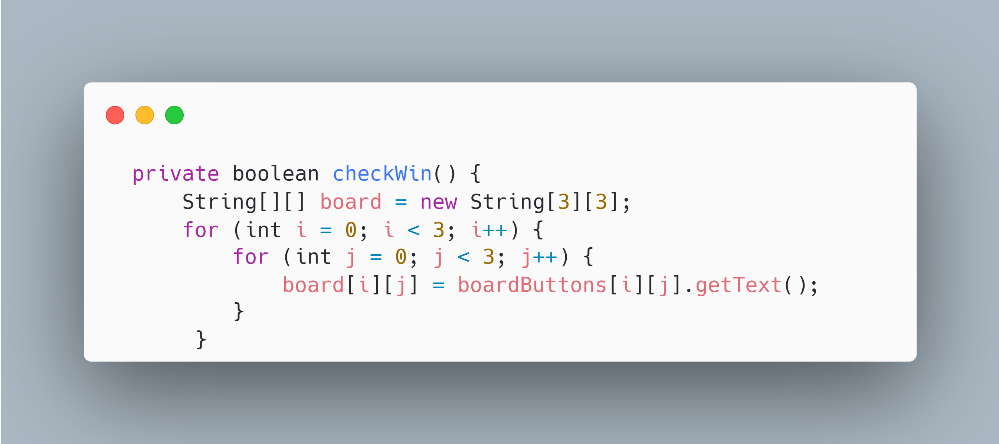 private boolean checkWin() {
     String[][] board = new String[3][3];
     for (int i = 0; i < 3; i++) {
         for (int j = 0; j < 3; j++) {
             board[i][j] = boardButtons[i][j].getText();
         }
      }